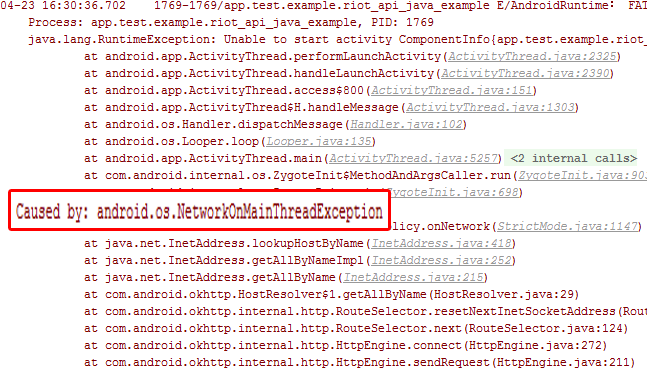 04-23 16:30:36.702 1769-1769/app.test.example.riot_api_java_example E/AndroidRuntime: FAT
Process: app.test.example.riot_api_java_example, PID: 1769
java.lang.RuntimeException: Unable to start activity ComponentInfo{app.test.example.riot_
at android.app.ActivityThread.performLaunchActivity(ActivityThread.java:2325)
at android.app.ActivityThread.handleLaunchActivity(ActivityThread.java:2390)
at android.app.ActivityThread.access$800(ActivityThread.java:151)
at android.app.ActivityThread$H.handleMessage(ActivityThread.java:1303)
at android.os.Handler.dispatchMessage(Handler.java:102)
at android.os.Looper.loop(Looper.java:135)
at android.app.ActivityThread.main(ActivityThread.java:5257) <2 internal calls>
at com.android.internal.os.ZygoteInit$MethodAndArgsCaller.run(ZygoteInit.java:903
ZygoteInit.java:698)
Caused by: android.os.NetworkOnMainThreadException
licy.onNetwork(StrictMode.java:1147)
at java.net.InetAddress.lookupHostByName(InetAddress.java:418)
at java.net.InetAddress.getAllByNameImpl(InetAddress.java:252)
at java.net.InetAddress.getAllByName(InetAddress.java:215)
at com.android.okhttp.HostResolver$1.getAllByName(HostResolver.java:29)
at com.android.okhttp.internal.http.RouteSelector.resetNextInetSocketAddress(Rou
at com.android.okhttp.internal.http.RouteSelector.next(RouteSelector.java:124)
at com.android.okhttp.internal.http.HttpEngine.connect(HttpEngine.java:272)
at com.android.okhttp.internal.http.HttpEngine.sendRequest(HttpEngine.java:211)